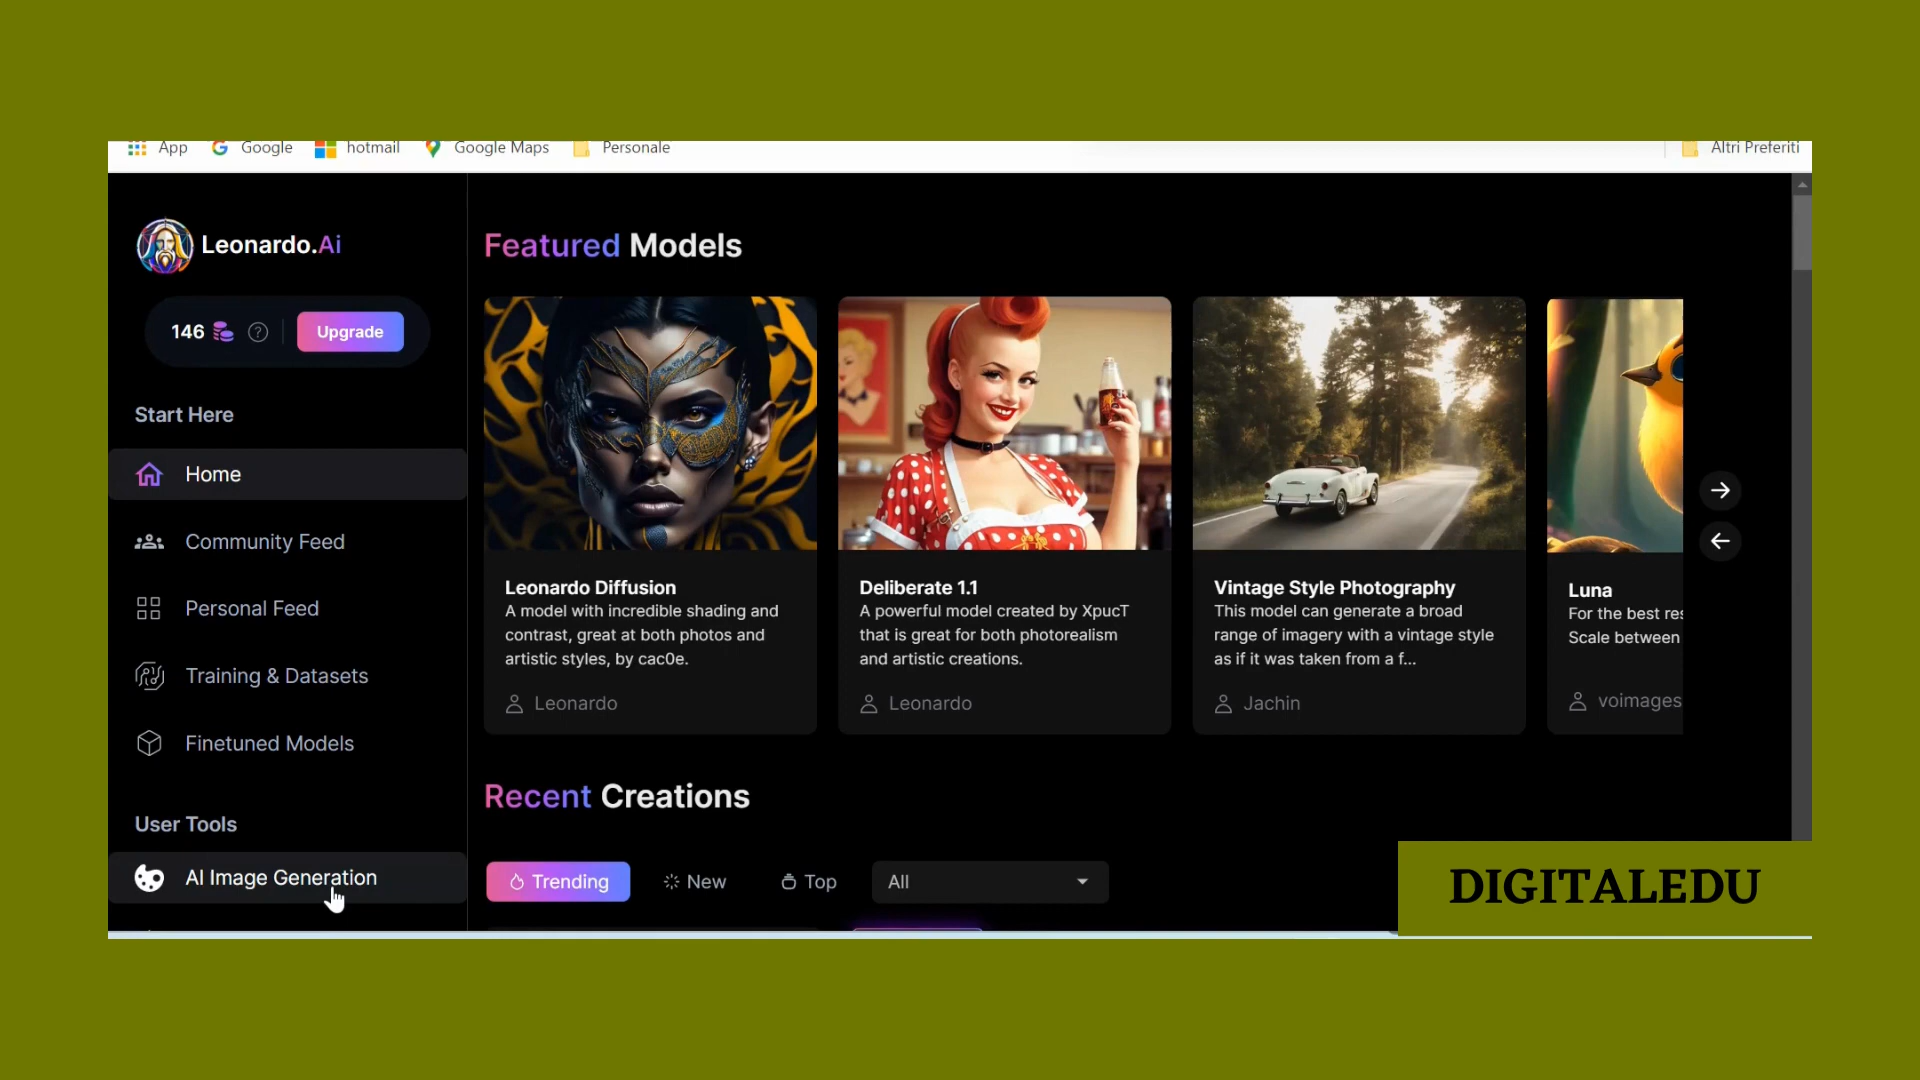 App Google hotmail Google Maps Personale Altri Preferiti
Leonardo.Ai
146 ? Upgrade
Start Here
Home
Community Feed
Personal Feed
Training & Datasets
Finetuned Models
User Tools
AI Image Generation
Featured Models
Leonardo Diffusion
A model with incredible shading and
contrast, great at both photos and
artistic styles, by cac0e.
Leonardo
Deliberate 1.1
A powerful model created by XpucT
that is great for both photorealism
and artistic creations.
Leonardo
Vintage Style Photography
This model can generate a broad
range of imagery with a vintage style
as if it was taken from a f...
Jachin
Luna
For the best
Scale between
voimages
Recent Creations
Trending New Top All
DIGITALEDU